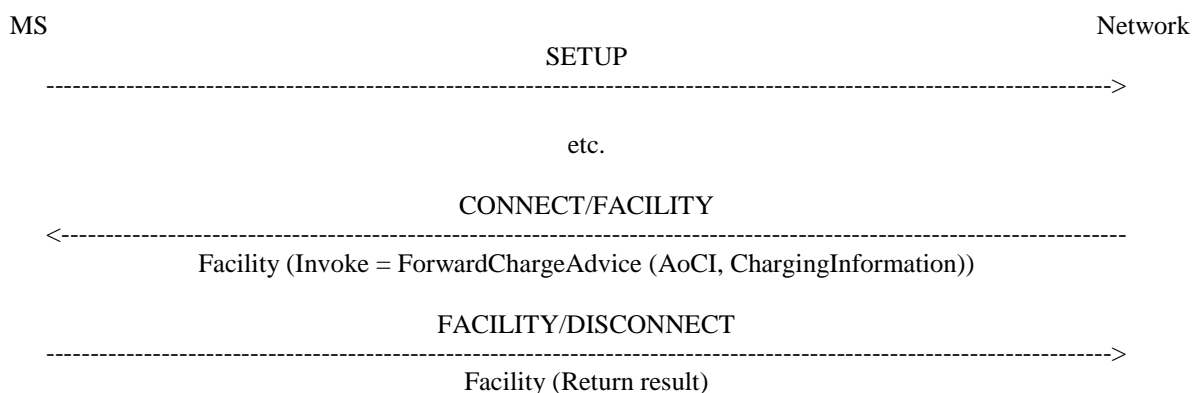 MS Network
SETUP
------------------------------------------------------------------------------------------------------------------------>
etc.
CONNECT/FACILITY
<------------------------------------------------------------------------------------------------------------------------
Facility (Invoke = ForwardChargeAdvice (AoCI, ChargingInformation))
FACILITY/DISCONNECT
------------------------------------------------------------------------------------------------------------------------>
Facility (Return result)